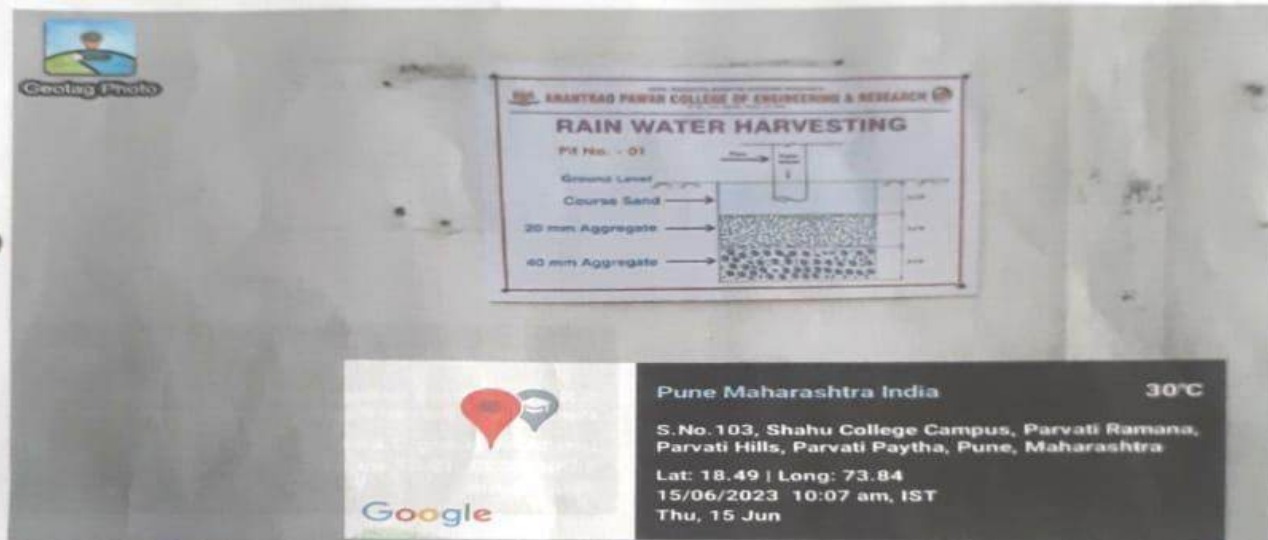 Geotag Photo
ANANTRAO PAWAR COLLEGE OF ENGINEERING & RESEARCH
RAIN WATER HARVESTING
Pit No. - 01
Ground Level
Course Sand
20 mm Aggregate
40 mm Aggregate
Google
Pune Maharashtra India
30°C
S.No.103, Shahu College Campus, Parvati Ramana,
Parvati Hills, Parvati Paytha, Pune, Maharashtra
Lat: 18.49 | Long: 73.84
15/06/2023 10:07 am, IST
Thu, 15 Jun